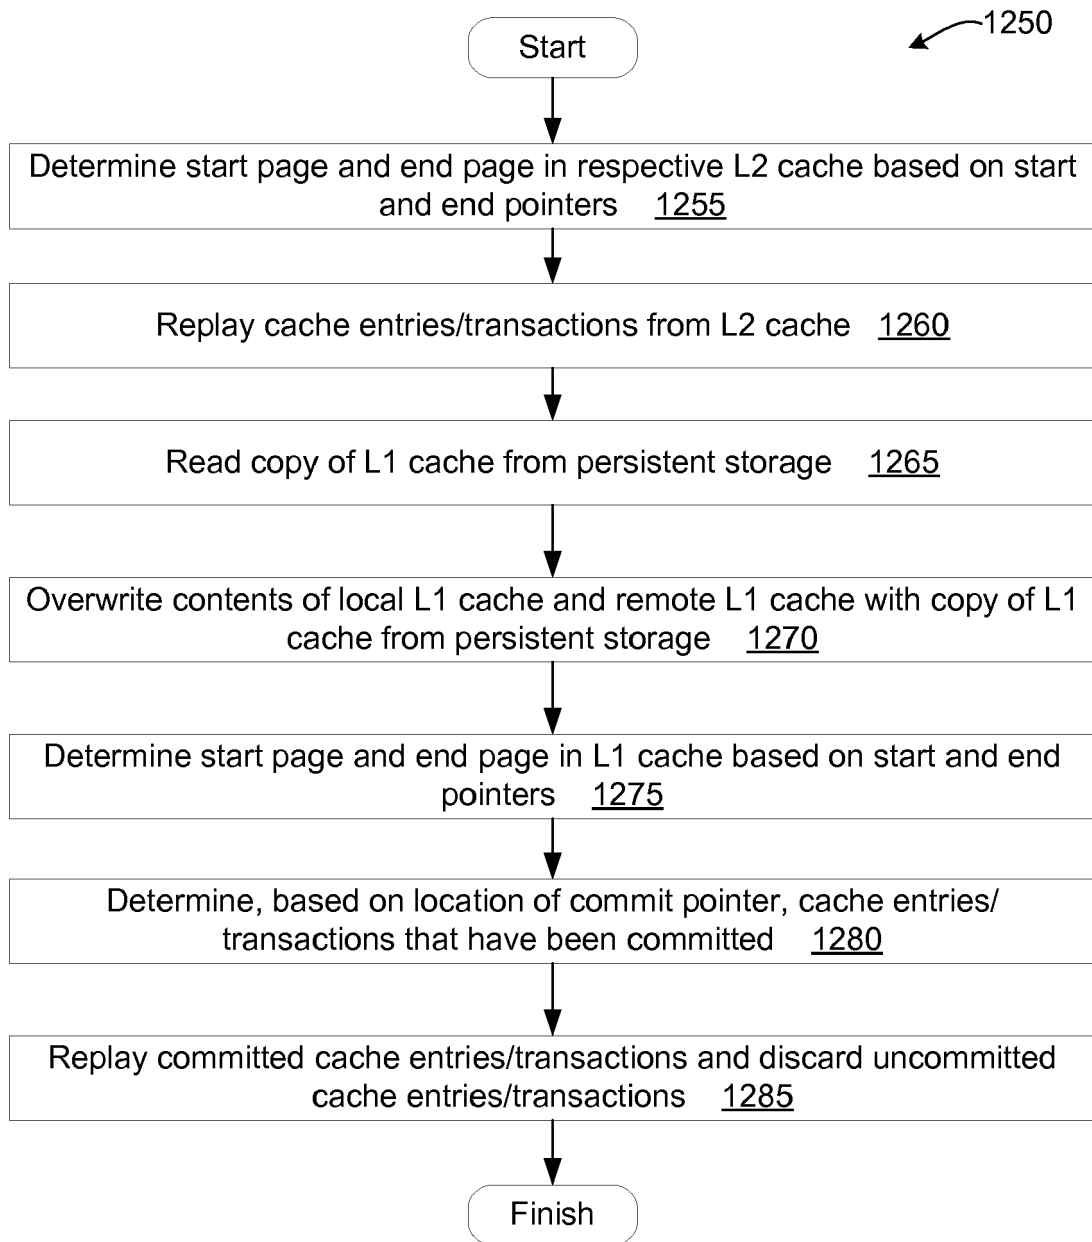 1250
Start
Determine start page and end page in respective L2 cache based on start
and end pointers 1255
Replay cache entries/transactions from L2 cache 1260
Read copy of L1 cache from persistent storage 1265
Overwrite contents of local L1 cache and remote L1 cache with copy of L1
cache from persistent storage 1270
Determine start page and end page in L1 cache based on start and end
pointers 1275
Determine, based on location of commit pointer, cache entries/
transactions that have been committed 1280
Replay committed cache entries/transactions and discard uncommitted
cache entries/transactions 1285
Finish